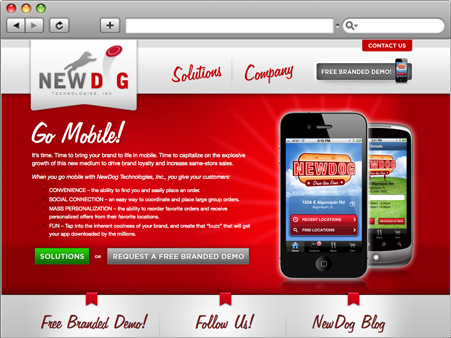 CONTACT US
NEWDOG
TECHNOLOGIES, INC
Solutions
Company
FREE BRANDED DEMO!
Go Mobile!
It's time. Time to bring your brand to life in mobile. Time to capitalize on the explosive
growth of this new medium to drive brand loyalty and increase same-store sales.
When you go mobile with NewDog Technologies, Inc., you give your customers:
CONVENIENCE – the ability to find you and easily place an order.
SOCIAL CONNECTION – an easy way to coordinate and place large group orders.
MASS PERSONALIZATION – the ability to reorder favorite orders and receive
personalized offers from their favorite locations.
FUN – Tap into the inherent coolness of your brand, and create that "buzz" that will get
your app downloaded by the millions.
SOLUTIONS
OR
REQUEST A FREE BRANDED DEMO
NEWDOG
Drive Thru Diner
1534 E Algonquin Rd
Algonquin, IL
RECENT LOCATIONS
FIND LOCATIONS
Details
Free Branded Demo!
Follow Us!
NewDog Blog